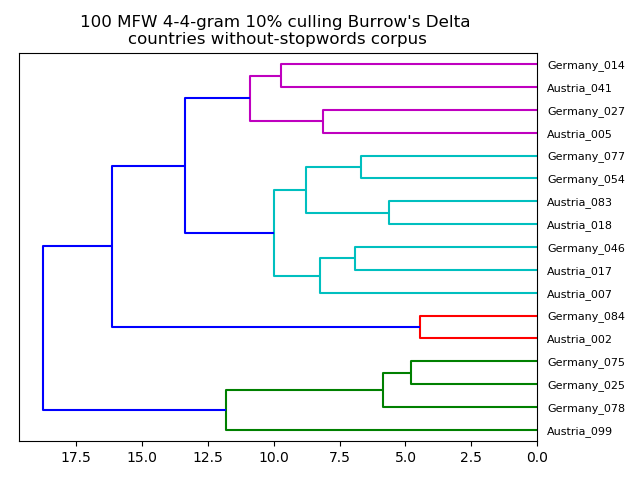 100 MFW 4-4-gram 10% culling Burrow's Delta
countries without-stopwords corpus
Germany_014
Austria_041
Germany_027
Austria_005
Germany_077
Germany_054
Austria_083
Austria_018
Germany_046
Austria_017
Austria_007
Germany_084
Austria_002
Germany_075
Germany_025
Germany_078
Austria_099
17.5 15.0 12.5 10.0 7.5 5.0 2.5 0.0